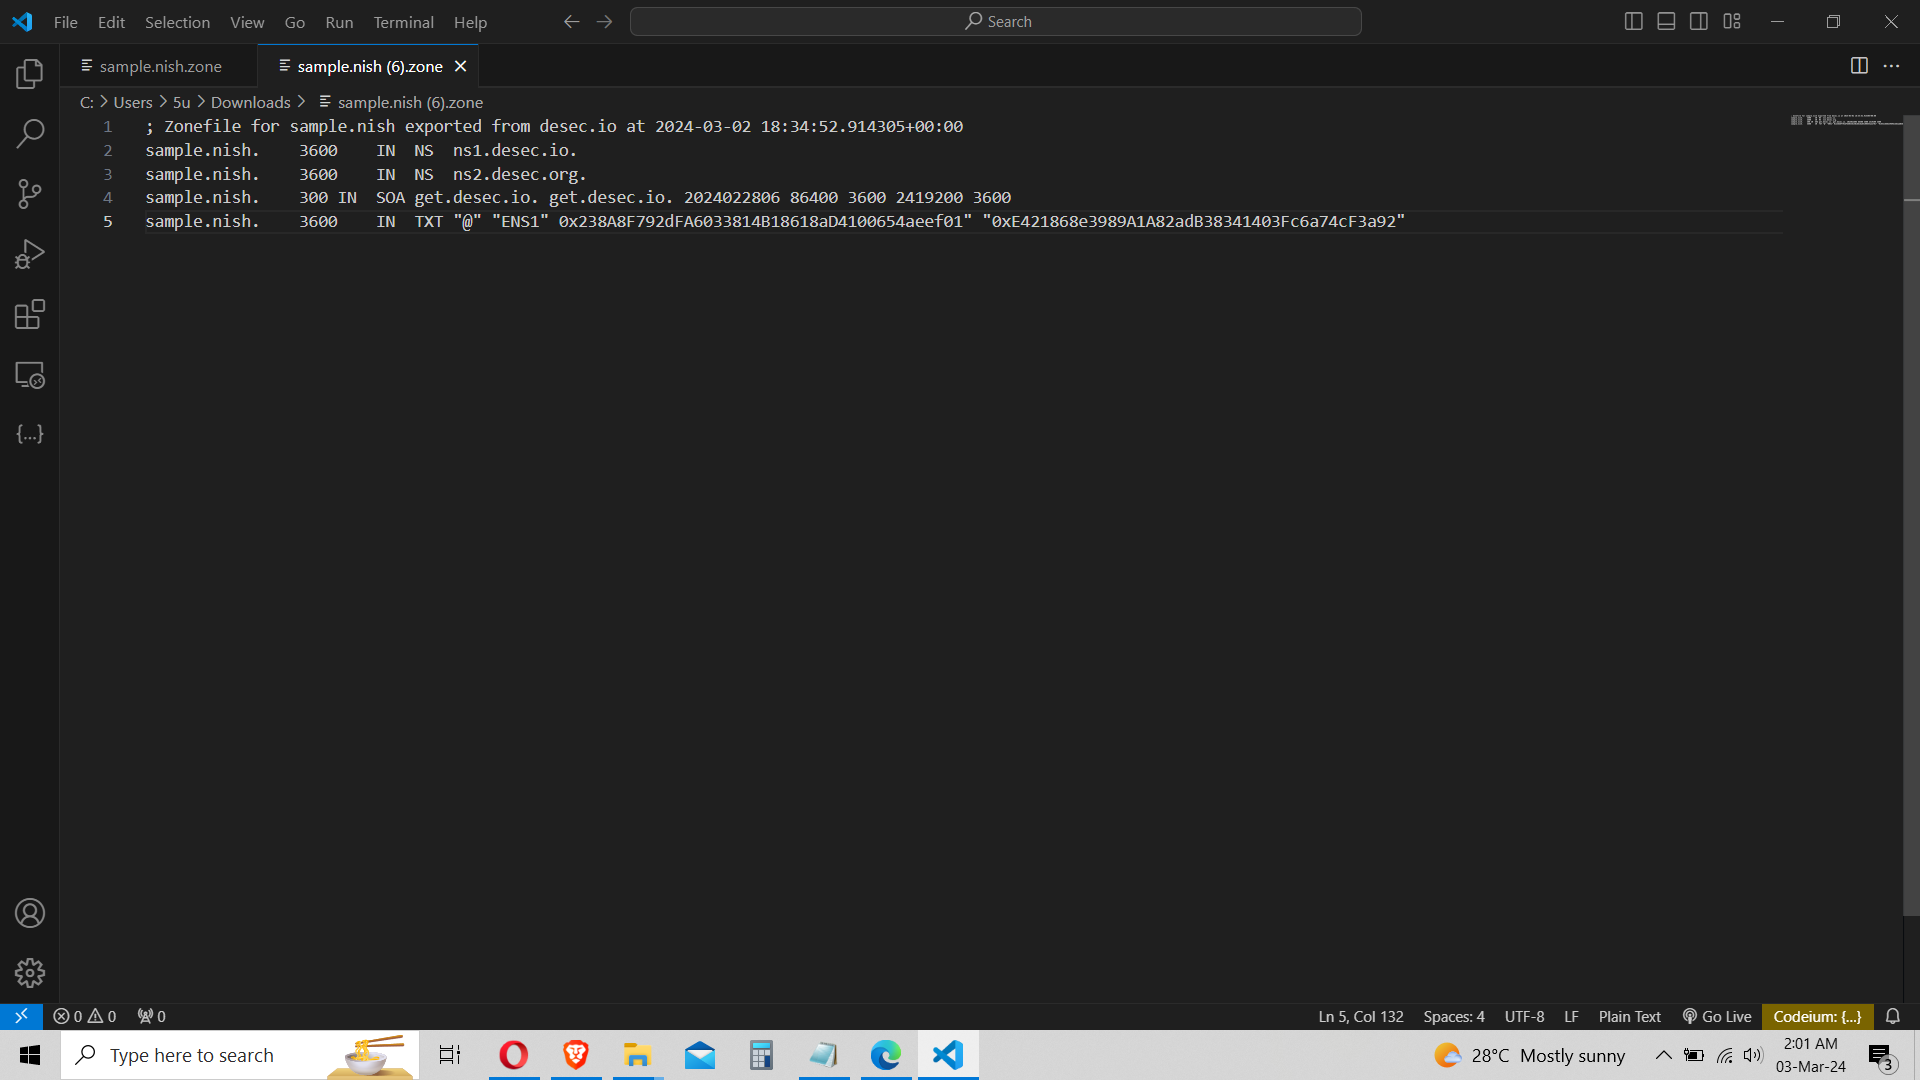 File Edit Selection View Go Run Terminal Help Search
sample.nish.zone sample.nish (6).zone
C: Users 5u Downloads sample.nish (6).zone
1 ; Zonefile for sample.nish exported from desec.io at 2024-03-02 18:34:52.914305+00:00
2 sample.nish. 3600 IN NS ns1.desec.io.
3 sample.nish. 3600 IN NS ns2.desec.org.
4 sample.nish. 300 IN SOA get.desec.io. get.desec.io. 2024022806 86400 3600 2419200 3600
5 sample.nish. 3600 IN TXT "@" "ENS1" 0x238A8F792dFA6033814B18618aD4100654aeef01" "0xE421868e3989A1A82adB38341403Fc6a74cF3a92"
{...}
0 0 0 Ln 5, Col 132 Spaces: 4 UTF-8 LF Plain Text Go Live Codeium: {...}
Type here to search 28°C Mostly sunny 2:01 AM
03-Mar-24 3